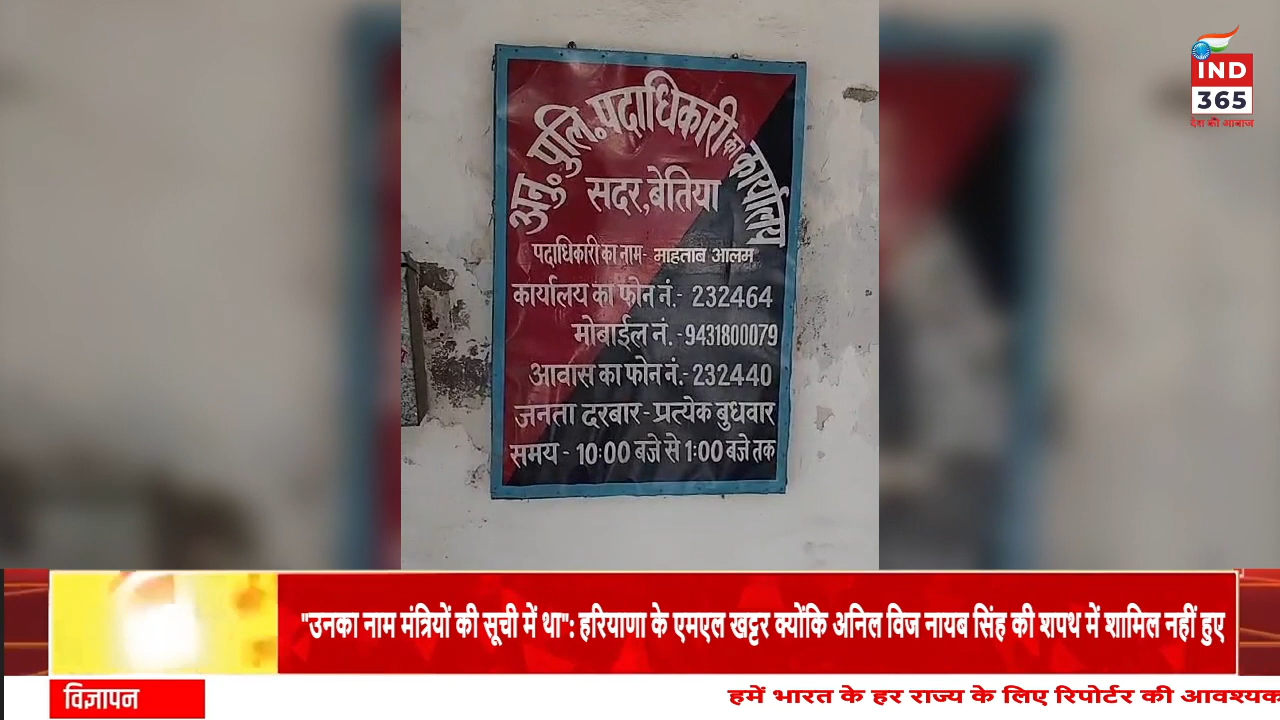 IND
365
देश की आवाज
अनु॰ पुलि॰ पदाधिकारी का कार्यालय
सदर,बेतिया
पदाधिकारी का नाम- माहताब आलम
कार्यालय का फोन नं.- 232464
मोबाईल नं. -9431800079
आवास का फोन नं.- 232440
जनता दरबार - प्रत्येक बुधवार
समय - 10:00 बजे से 1:00 बजे तक
"उनका नाम मंत्रियों की सूची में था": हरियाणा के एमएल खट्टर क्योंकि अनिल विज नायब सिंह की शपथ में शामिल नहीं हुए
विज्ञापन
हमें भारत के हर राज्य के लिए रिपोर्टर की आवश्यक